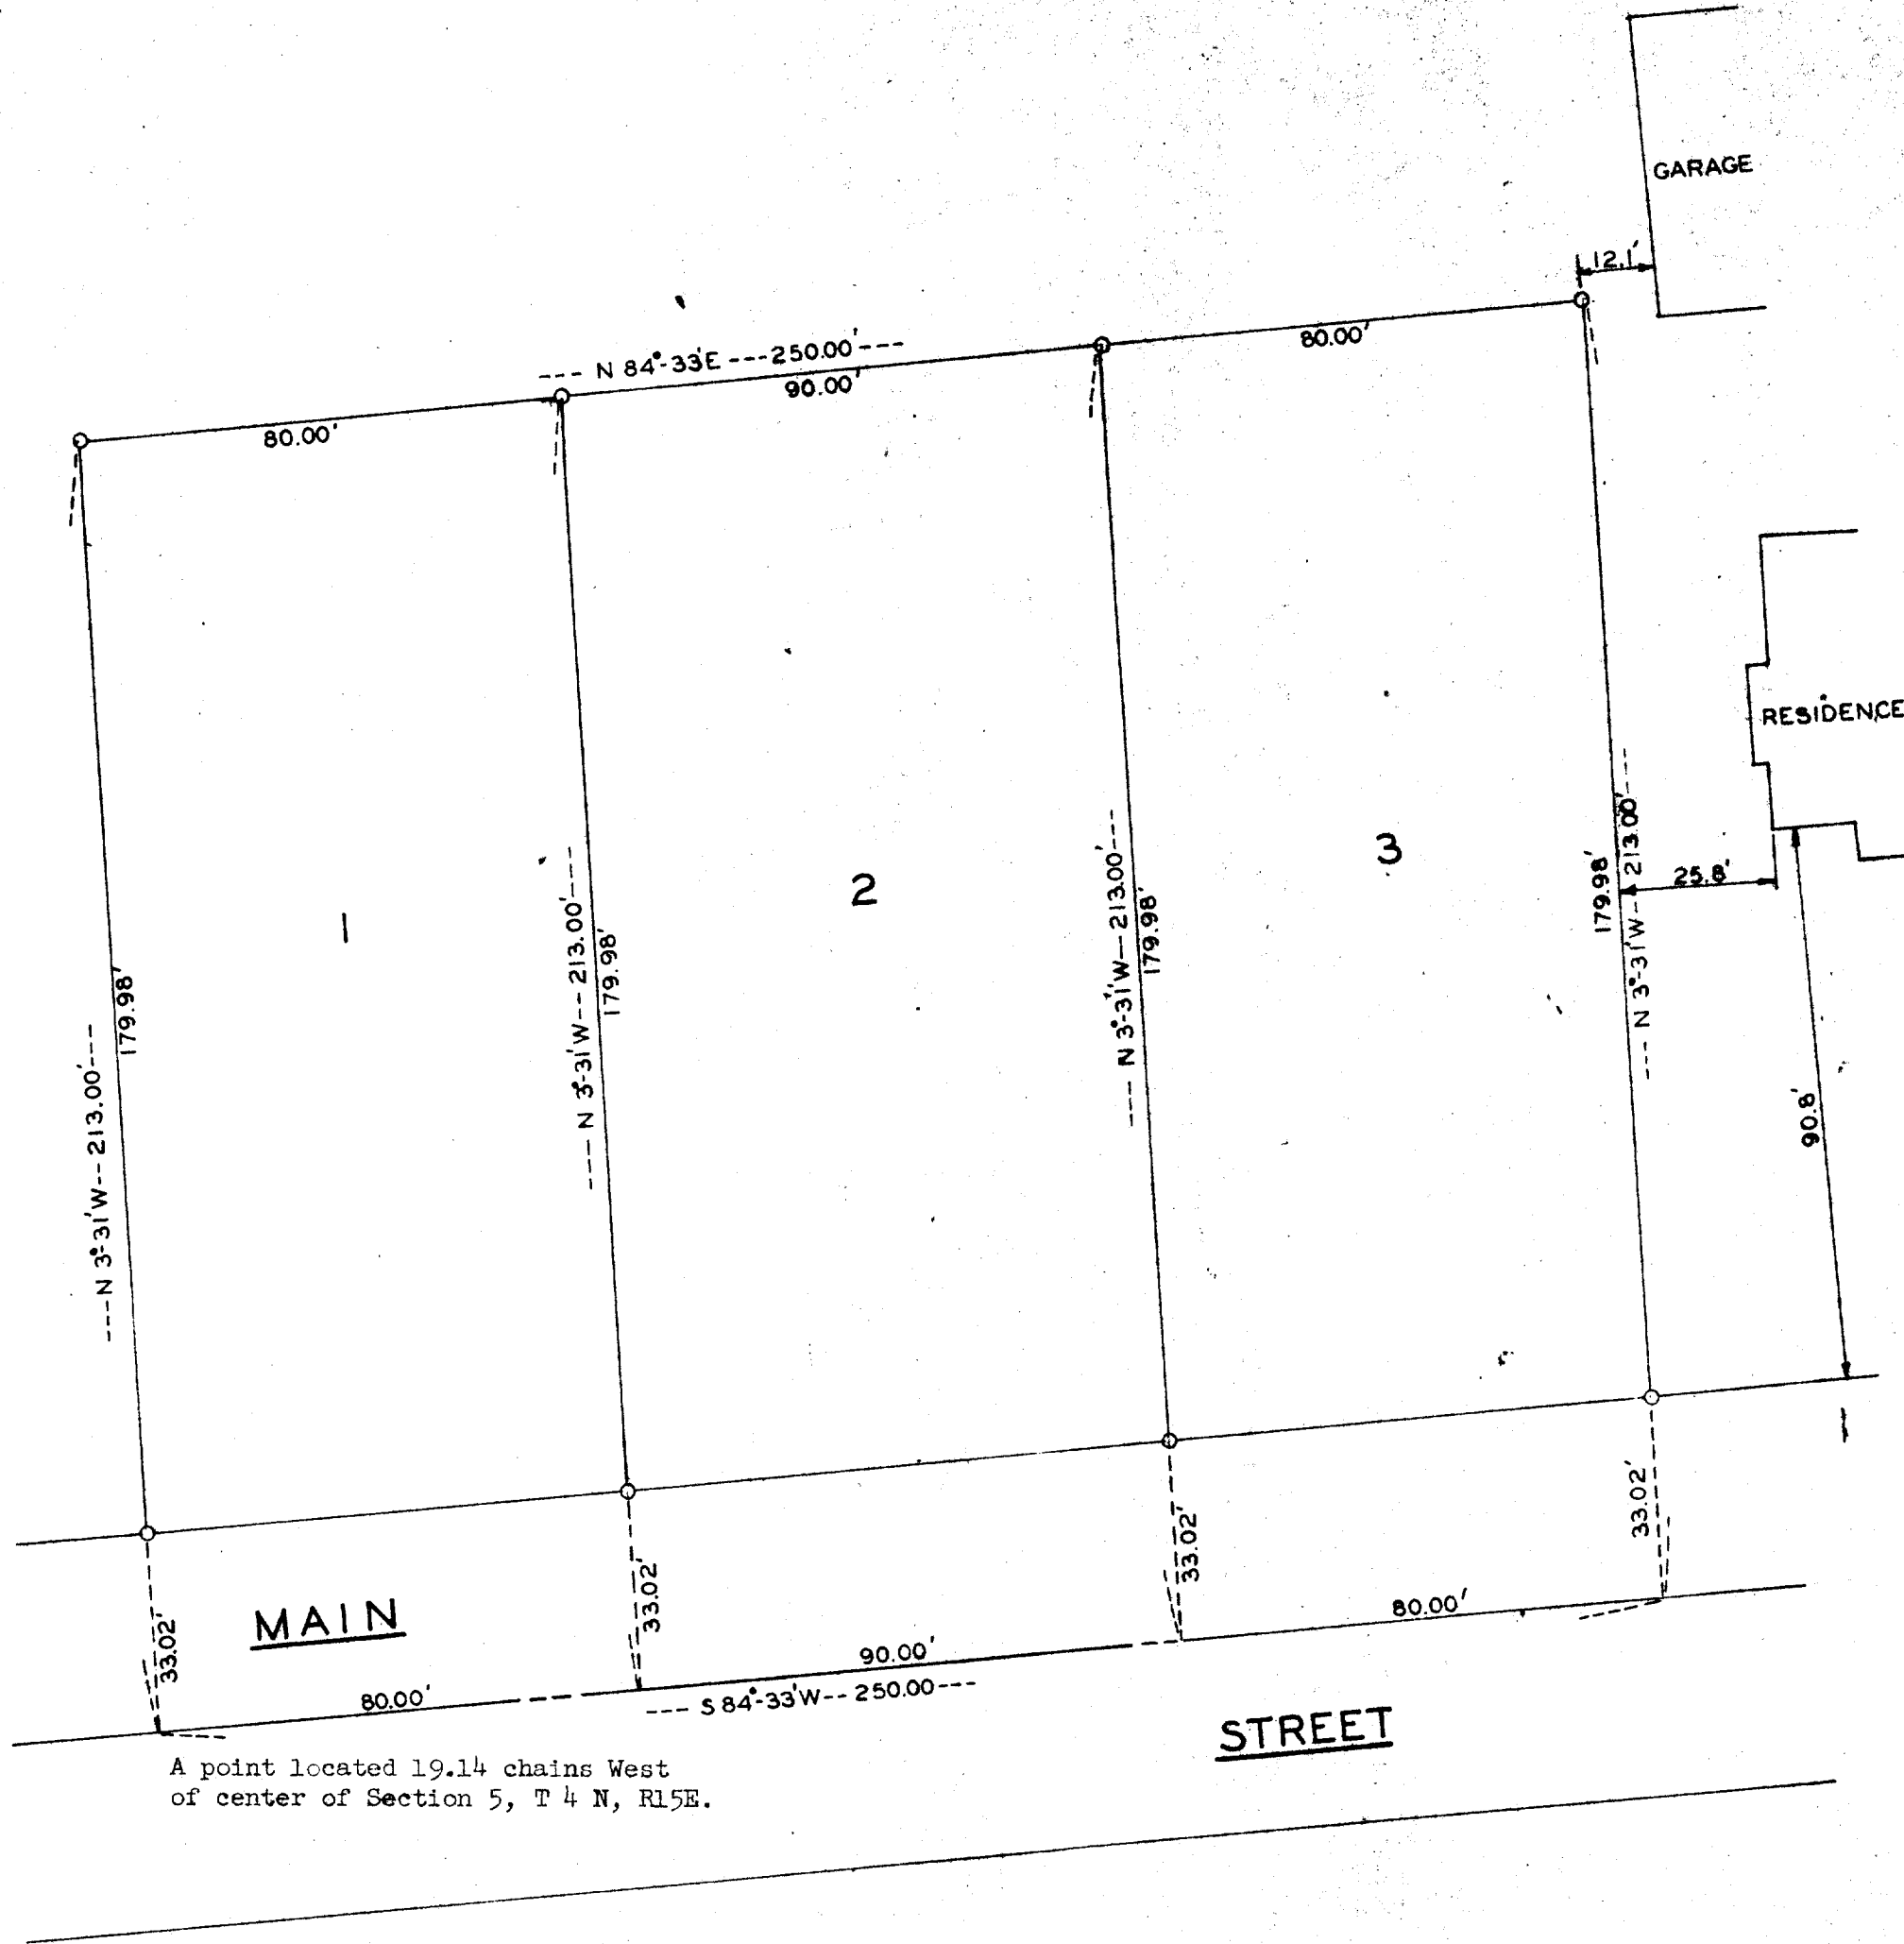 GARAGE
12.1'
80.00'
--- N 84°-33'E ---250.00'---
90.00'
80.00'
RESIDENCE
1
2
3
25.8'
---N 3°-31'W--213.00'---
179.98'
----N 3°-31'W--213.00'----
179.98'
---- N 3°-31'W--213.00'----
179.98'
179.98'
---- N 3°-31'W--213.00'----
90.8'
33.02'
33.02'
33.02'
33.02'
MAIN
80.00'
90.00'
80.00'
--- S 84°-33'W--250.00---
STREET
A point located 19.14 chains West
of center of Section 5, T 4 N, R15E.